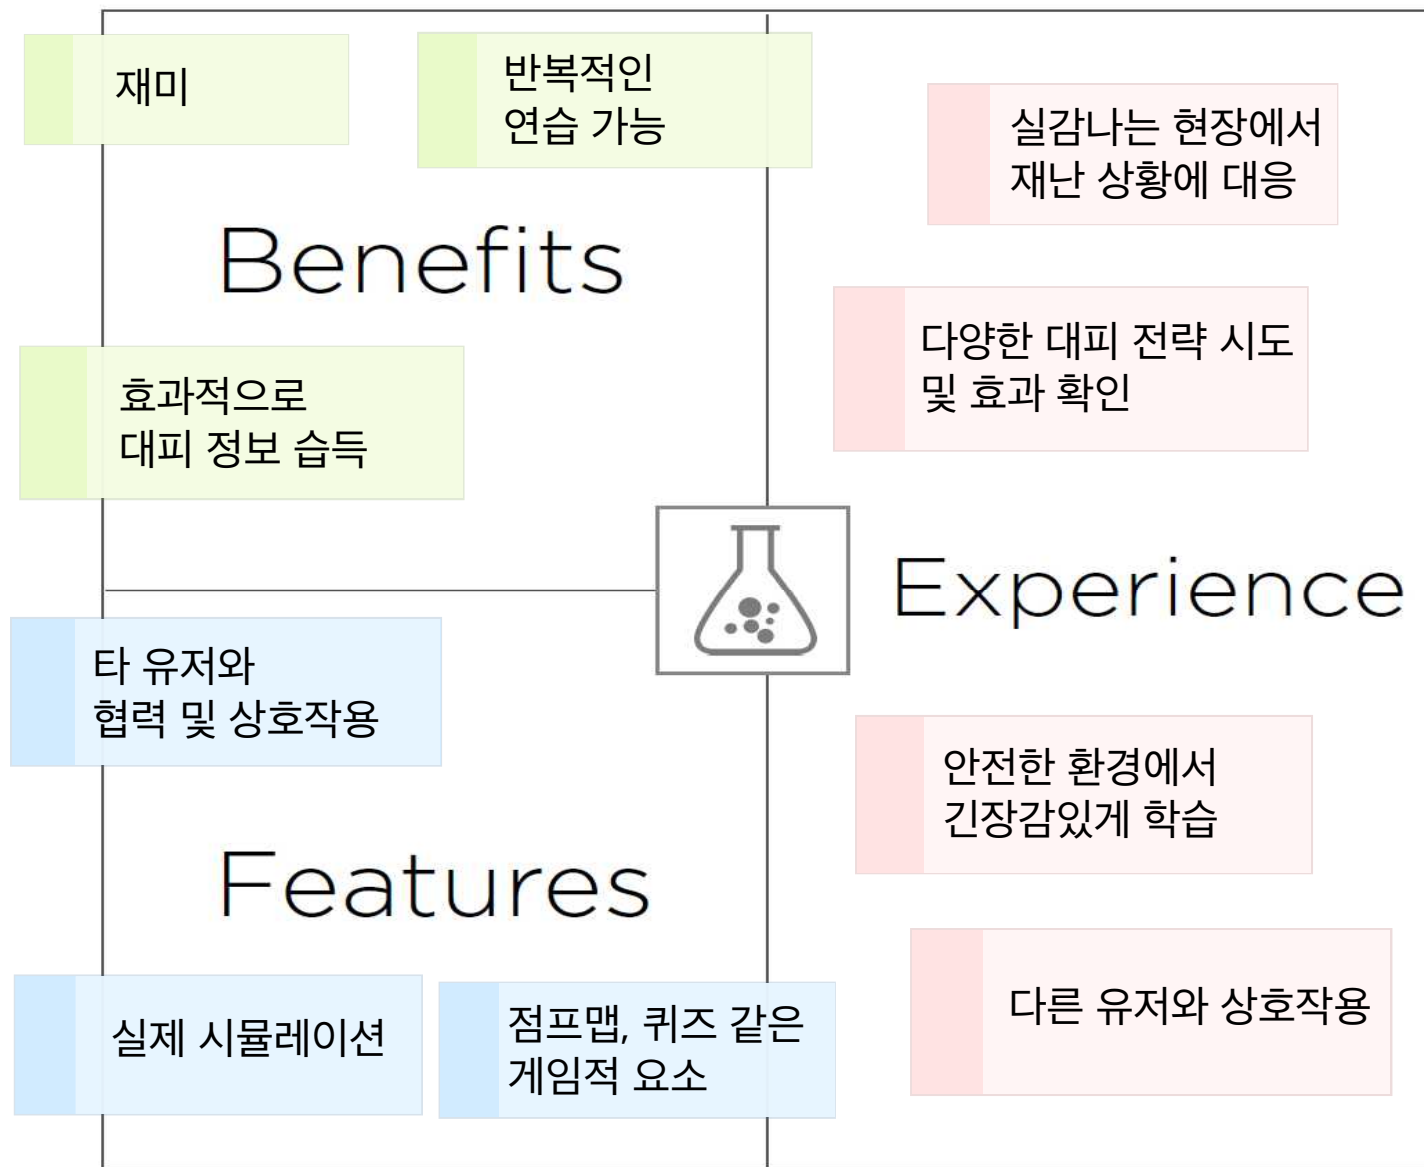 재미
반복적인
연습 가능
Benefits
효과적으로
대피 정보 습득
타 유저와
협력 및 상호작용
Features
실제 시뮬레이션
점프맵, 퀴즈 같은
게임적 요소
실감나는 현장에서
재난 상황에 대응
다양한 대피 전략 시도
및 효과 확인
Experience
안전한 환경에서
긴장감있게 학습
다른 유저와 상호작용